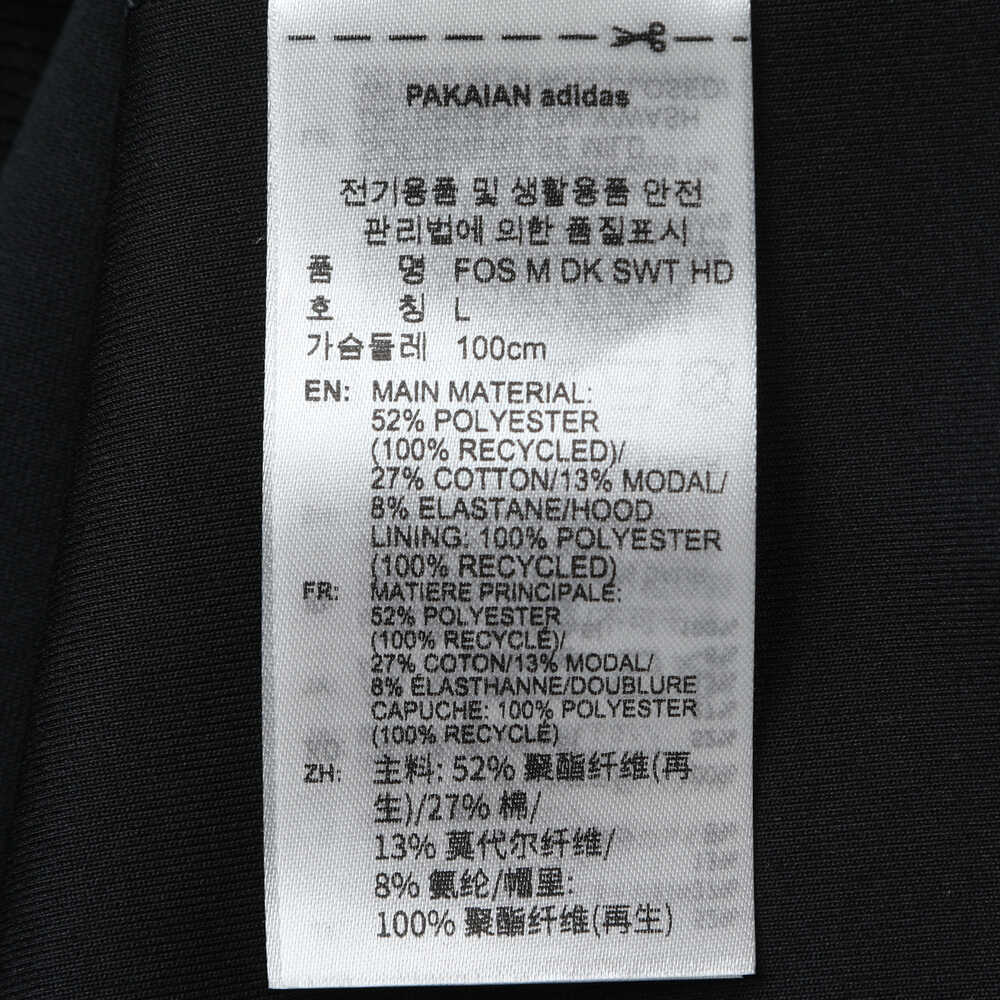 PAKAIAN adidas
전기용품 및 생활용품 안전
관리법에 의한 품질표시
품 명 FOS M DK SWT HD
호 칭 L
가슴둘레 100cm
EN: MAIN MATERIAL:
52% POLYESTER
(100% RECYCLED)/
27% COTTON/13% MODAL/
8% ELASTANE/HOOD
LINING: 100% POLYESTER
(100% RECYCLED)
FR: MATIÈRE PRINCIPALE:
52% POLYESTER
(100% RECYCLÉ)/
27% COTON/13% MODAL/
8% ÉLASTHANNE/DOUBLURE
CAPUCHE: 100% POLYESTER
(100% RECYCLÉ)
ZH: 主料: 52% 聚酯纤维(再
生)/27% 棉/
13% 莫代尔纤维/
8% 氨纶/帽里:
100% 聚酯纤维(再生)